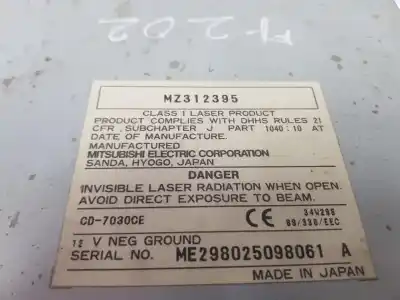 A-202
MZ312395
CLASS 1 LASER PRODUCT
PRODUCT COMPLIES WITH DHHS RULES 21
CFR, SUBCHAPTER J PART 1040:10 AT
DATE OF MANUFACTURE.
MANUFACTURED
MITSUBISHI ELECTRIC CORPORATION
SANDA, HYOGO, JAPAN
DANGER
INVISIBLE LASER RADIATION WHEN OPEN.
AVOID DIRECT EXPOSURE TO BEAM.
CD-7030CE CE 34W298
89/336/EEC
12 V NEG GROUND
SERIAL NO. ME298025098061 A
MADE IN JAPAN